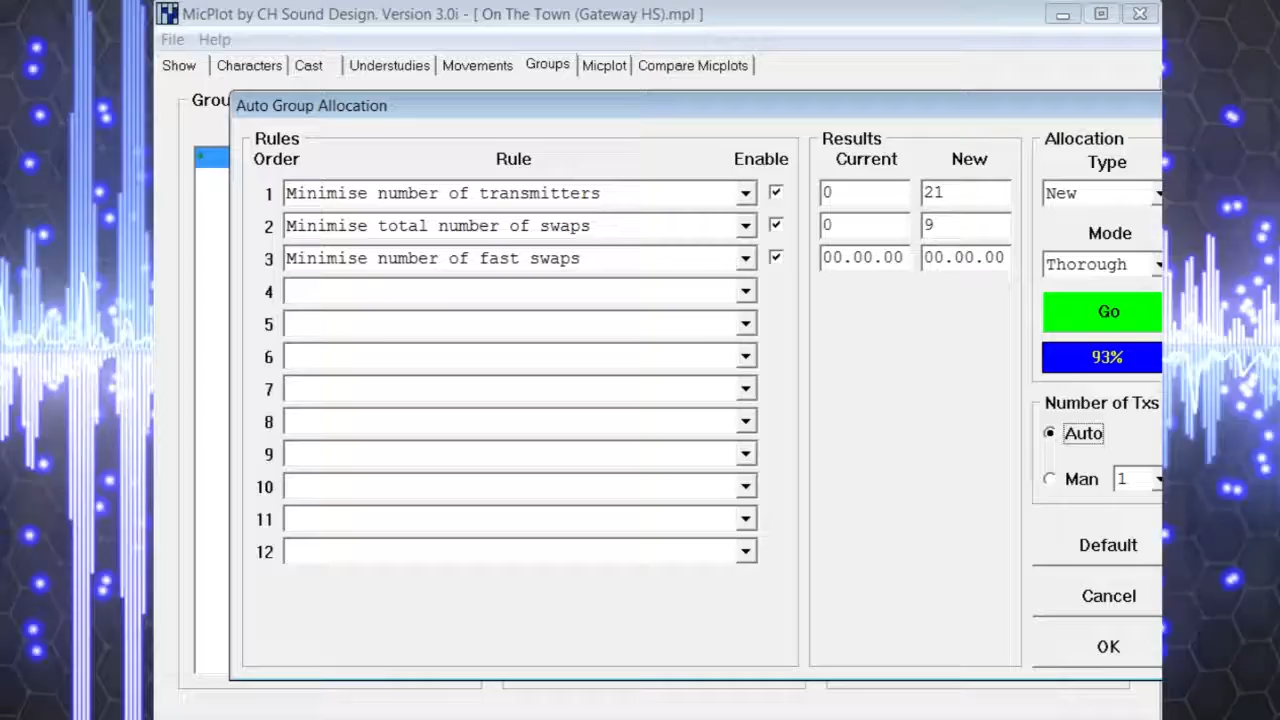 MicPlot by CH Sound Design. Version 3.0i - [ On The Town (Gateway HS).mpl ]
File Help
Show Characters Cast Understudies Movements Groups Micplot Compare Micplots
Grou
Auto Group Allocation
Rules Results Allocation
Order Rule Enable Current New Type
1 Minimise number of transmitters 0 21 New
2 Minimise total number of swaps 0 9 Mode
3 Minimise number of fast swaps 00.00.00 00.00.00 Thorough
4
Go
5
6 93%
7
Number of Txs
8
Auto
9
Man 1
10
11
Default
12
Cancel
OK